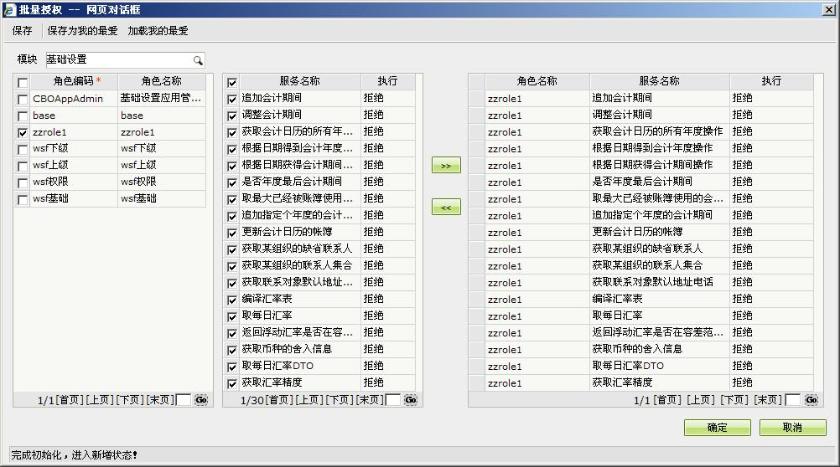 批量授权 -- 网页对话框
保存 保存为我的最爱 加载我的最爱
模块 基础设置
角色编码* 角色名称
CBOAppAdmin 基础设置应用管...
base base
zzrole1 zzrole1
wsf下级 wsf下级
wsf上级 wsf上级
wsf权限 wsf权限
wsf基础 wsf基础
1/1[首页][上页][下页][末页] Go
服务名称 执行
追加会计期间 拒绝
调整会计期间 拒绝
获取会计日历的所有年... 拒绝
根据日期得到会计年度... 拒绝
根据日期获得会计期间... 拒绝
是否年度最后会计期间 拒绝
取最大已经被账簿使用... 拒绝
追加指定个年度的会计... 拒绝
更新会计日历的帐簿 拒绝
获取某组织的缺省联系人 拒绝
获取某组织的联系人集合 拒绝
获取联系对象默认地址... 拒绝
编译汇率表 拒绝
取每日汇率 拒绝
返回浮动汇率是否在容... 拒绝
获取币种的舍入信息 拒绝
取每日汇率DTO 拒绝
获取汇率精度 拒绝
1/30[首页][上页][下页][末页] Go
>>
<<
角色名称 服务名称 执行
zzrole1 追加会计期间 拒绝
zzrole1 调整会计期间 拒绝
zzrole1 获取会计日历的所有年度操作 拒绝
zzrole1 根据日期得到会计年度操作 拒绝
zzrole1 根据日期获得会计期间操作 拒绝
zzrole1 是否年度最后会计期间 拒绝
zzrole1 取最大已经被账簿使用的会... 拒绝
zzrole1 追加指定个年度的会计期间 拒绝
zzrole1 更新会计日历的帐簿 拒绝
zzrole1 获取某组织的缺省联系人 拒绝
zzrole1 获取某组织的联系人集合 拒绝
zzrole1 获取联系对象默认地址电话 拒绝
zzrole1 编译汇率表 拒绝
zzrole1 取每日汇率 拒绝
zzrole1 返回浮动汇率是否在容差范... 拒绝
zzrole1 获取币种的舍入信息 拒绝
zzrole1 取每日汇率DTO 拒绝
zzrole1 获取汇率精度 拒绝
1/1 [首页] [上页] [下页] [末页] Go
确定 取消
完成初始化，进入新增状态!